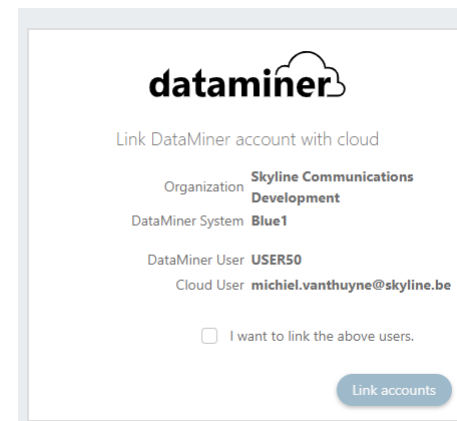 dataminer
Link DataMiner account with cloud
Organization Skyline Communications
Development
DataMiner System Blue1
DataMiner User USER50
Cloud User michiel.vanthuyne@skyline.be
I want to link the above users.
Link accounts